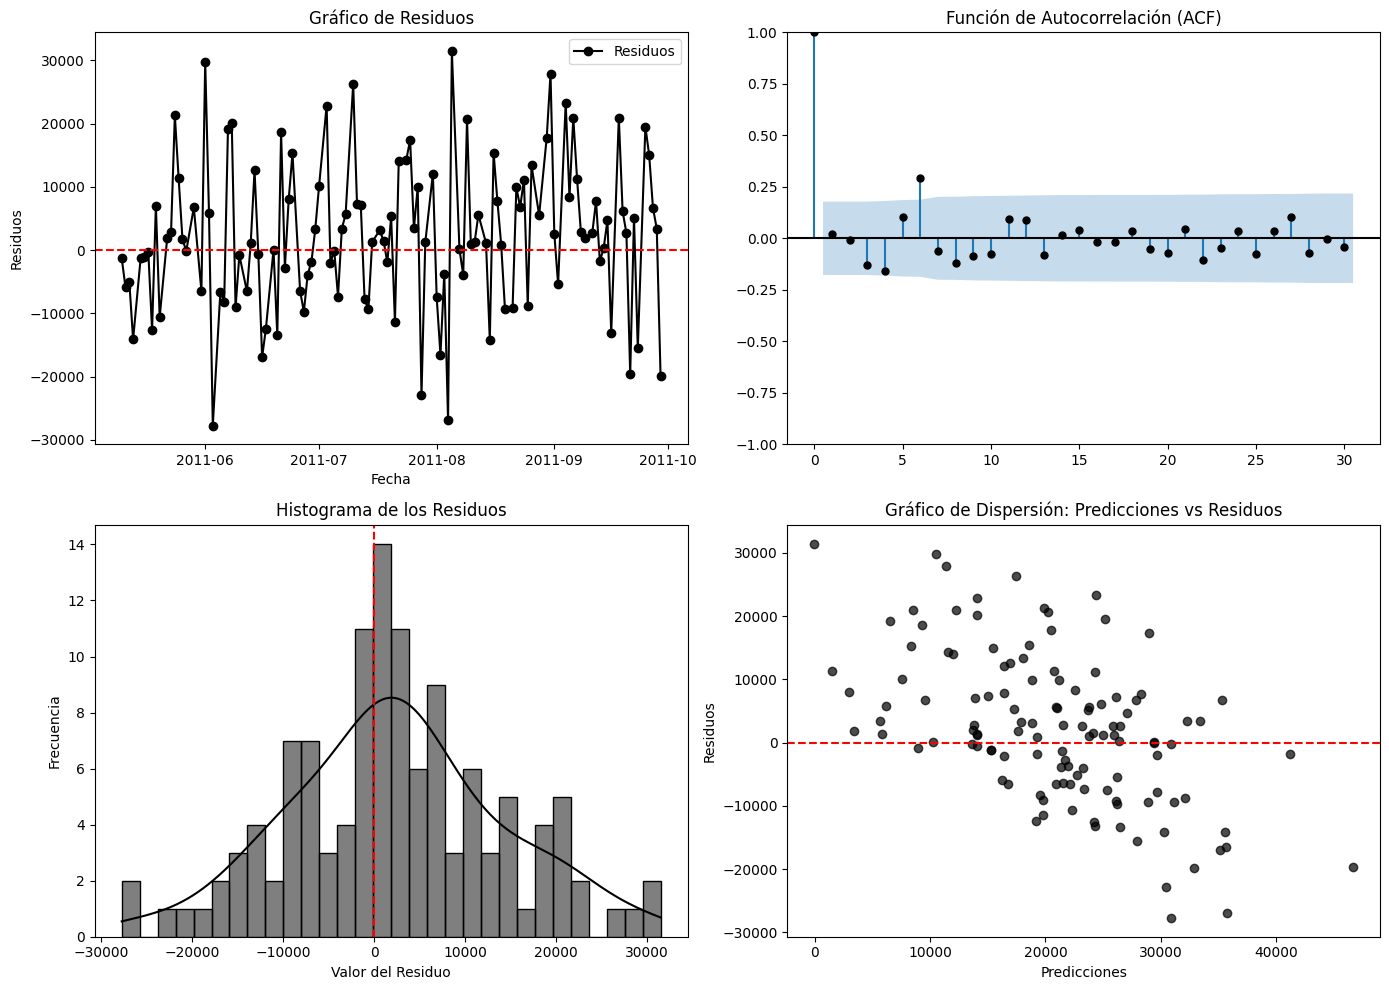 Gráfico de Residuos
Residuos
30000
20000
10000
0
−10000
−20000
−30000
Residuos
2011-06 2011-07 2011-08 2011-09 2011-10
Fecha
Función de Autocorrelación (ACF)
1.00
0.75
0.50
0.25
0.00
−0.25
−0.50
−0.75
−1.00
0 5 10 15 20 25 30
Histograma de los Residuos
14
12
10
8
6
4
2
0
Frecuencia
−30000 −20000 −10000 0 10000 20000 30000
Valor del Residuo
Gráfico de Dispersión: Predicciones vs Residuos
30000
20000
10000
0
−10000
−20000
−30000
Residuos
0 10000 20000 30000 40000
Predicciones